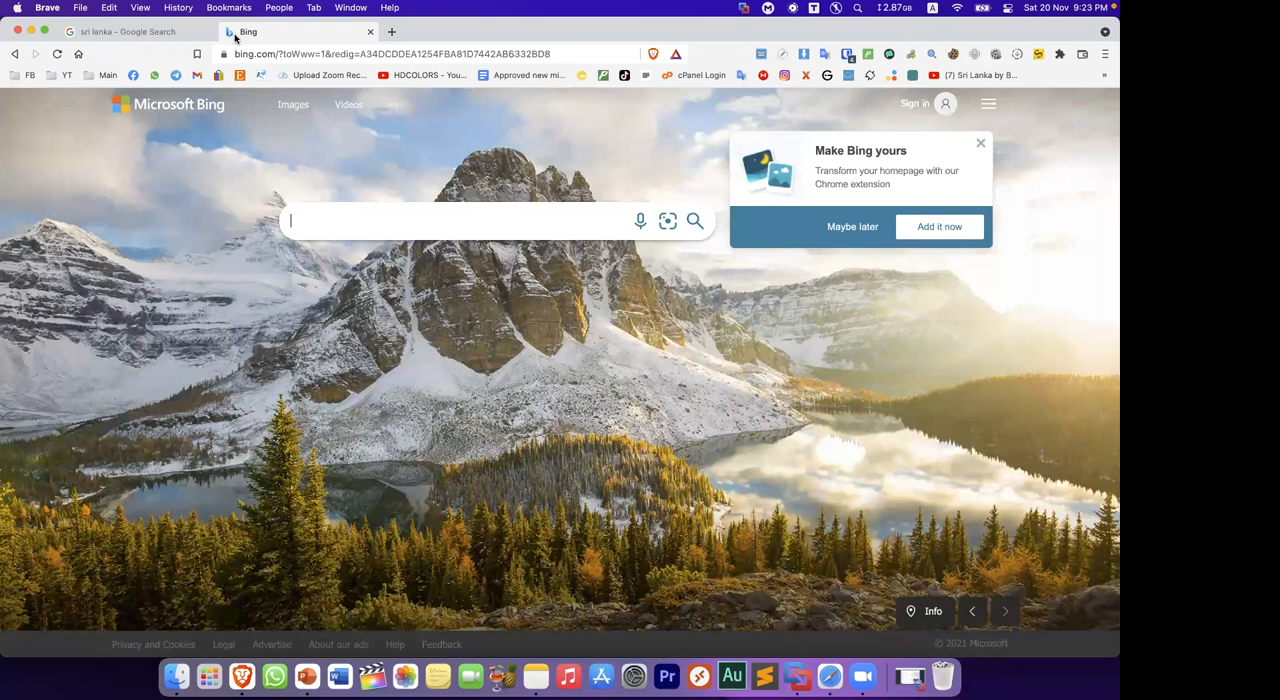 Brave File Edit View History Bookmarks People Tab Window Help 2.87GB A Sat 20 Nov 9:23 PM
sri lanka - Google Search Bing
bing.com/?toWww=1&redig=A34DCDDEA1254FBA81D7442AB6332BD8
FB YT Main Upload Zoom Rec... HDCOLORS - You... Approved new mi... cPanel Login (7) Sri Lanka by B... »
Microsoft Bing Images Videos ... Sign in
Make Bing yours
Transform your homepage with our
Chrome extension
Maybe later Add it now
Info
Privacy and Cookies Legal Advertise About our ads Help Feedback © 2021 Microsoft
Pr Au